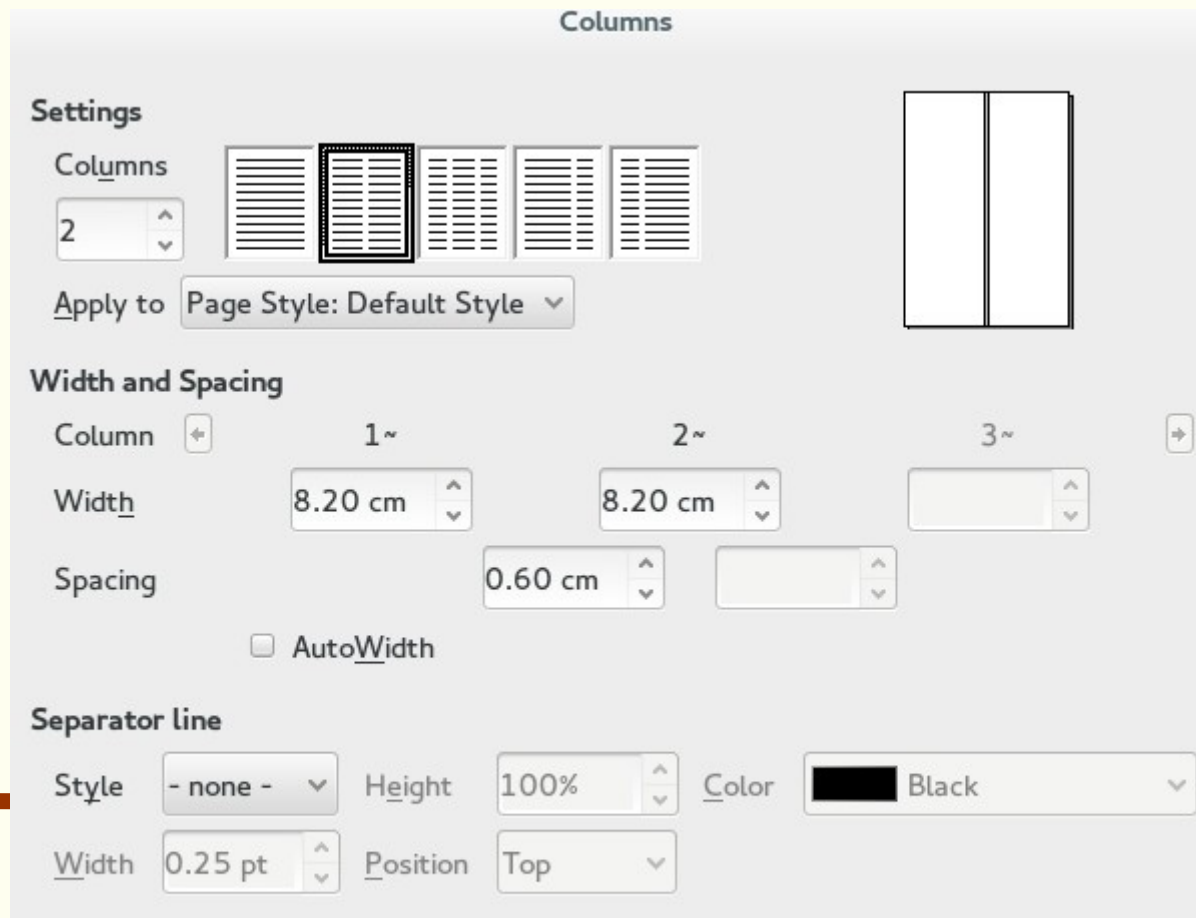 Columns
Settings
Columns
2
Apply to Page Style: Default Style
Width and Spacing
Column 1~ 2~ 3~
Width 8.20 cm 8.20 cm
Spacing 0.60 cm
AutoWidth
Separator line
Style - none - Height 100% Color Black
Width 0.25 pt Position Top